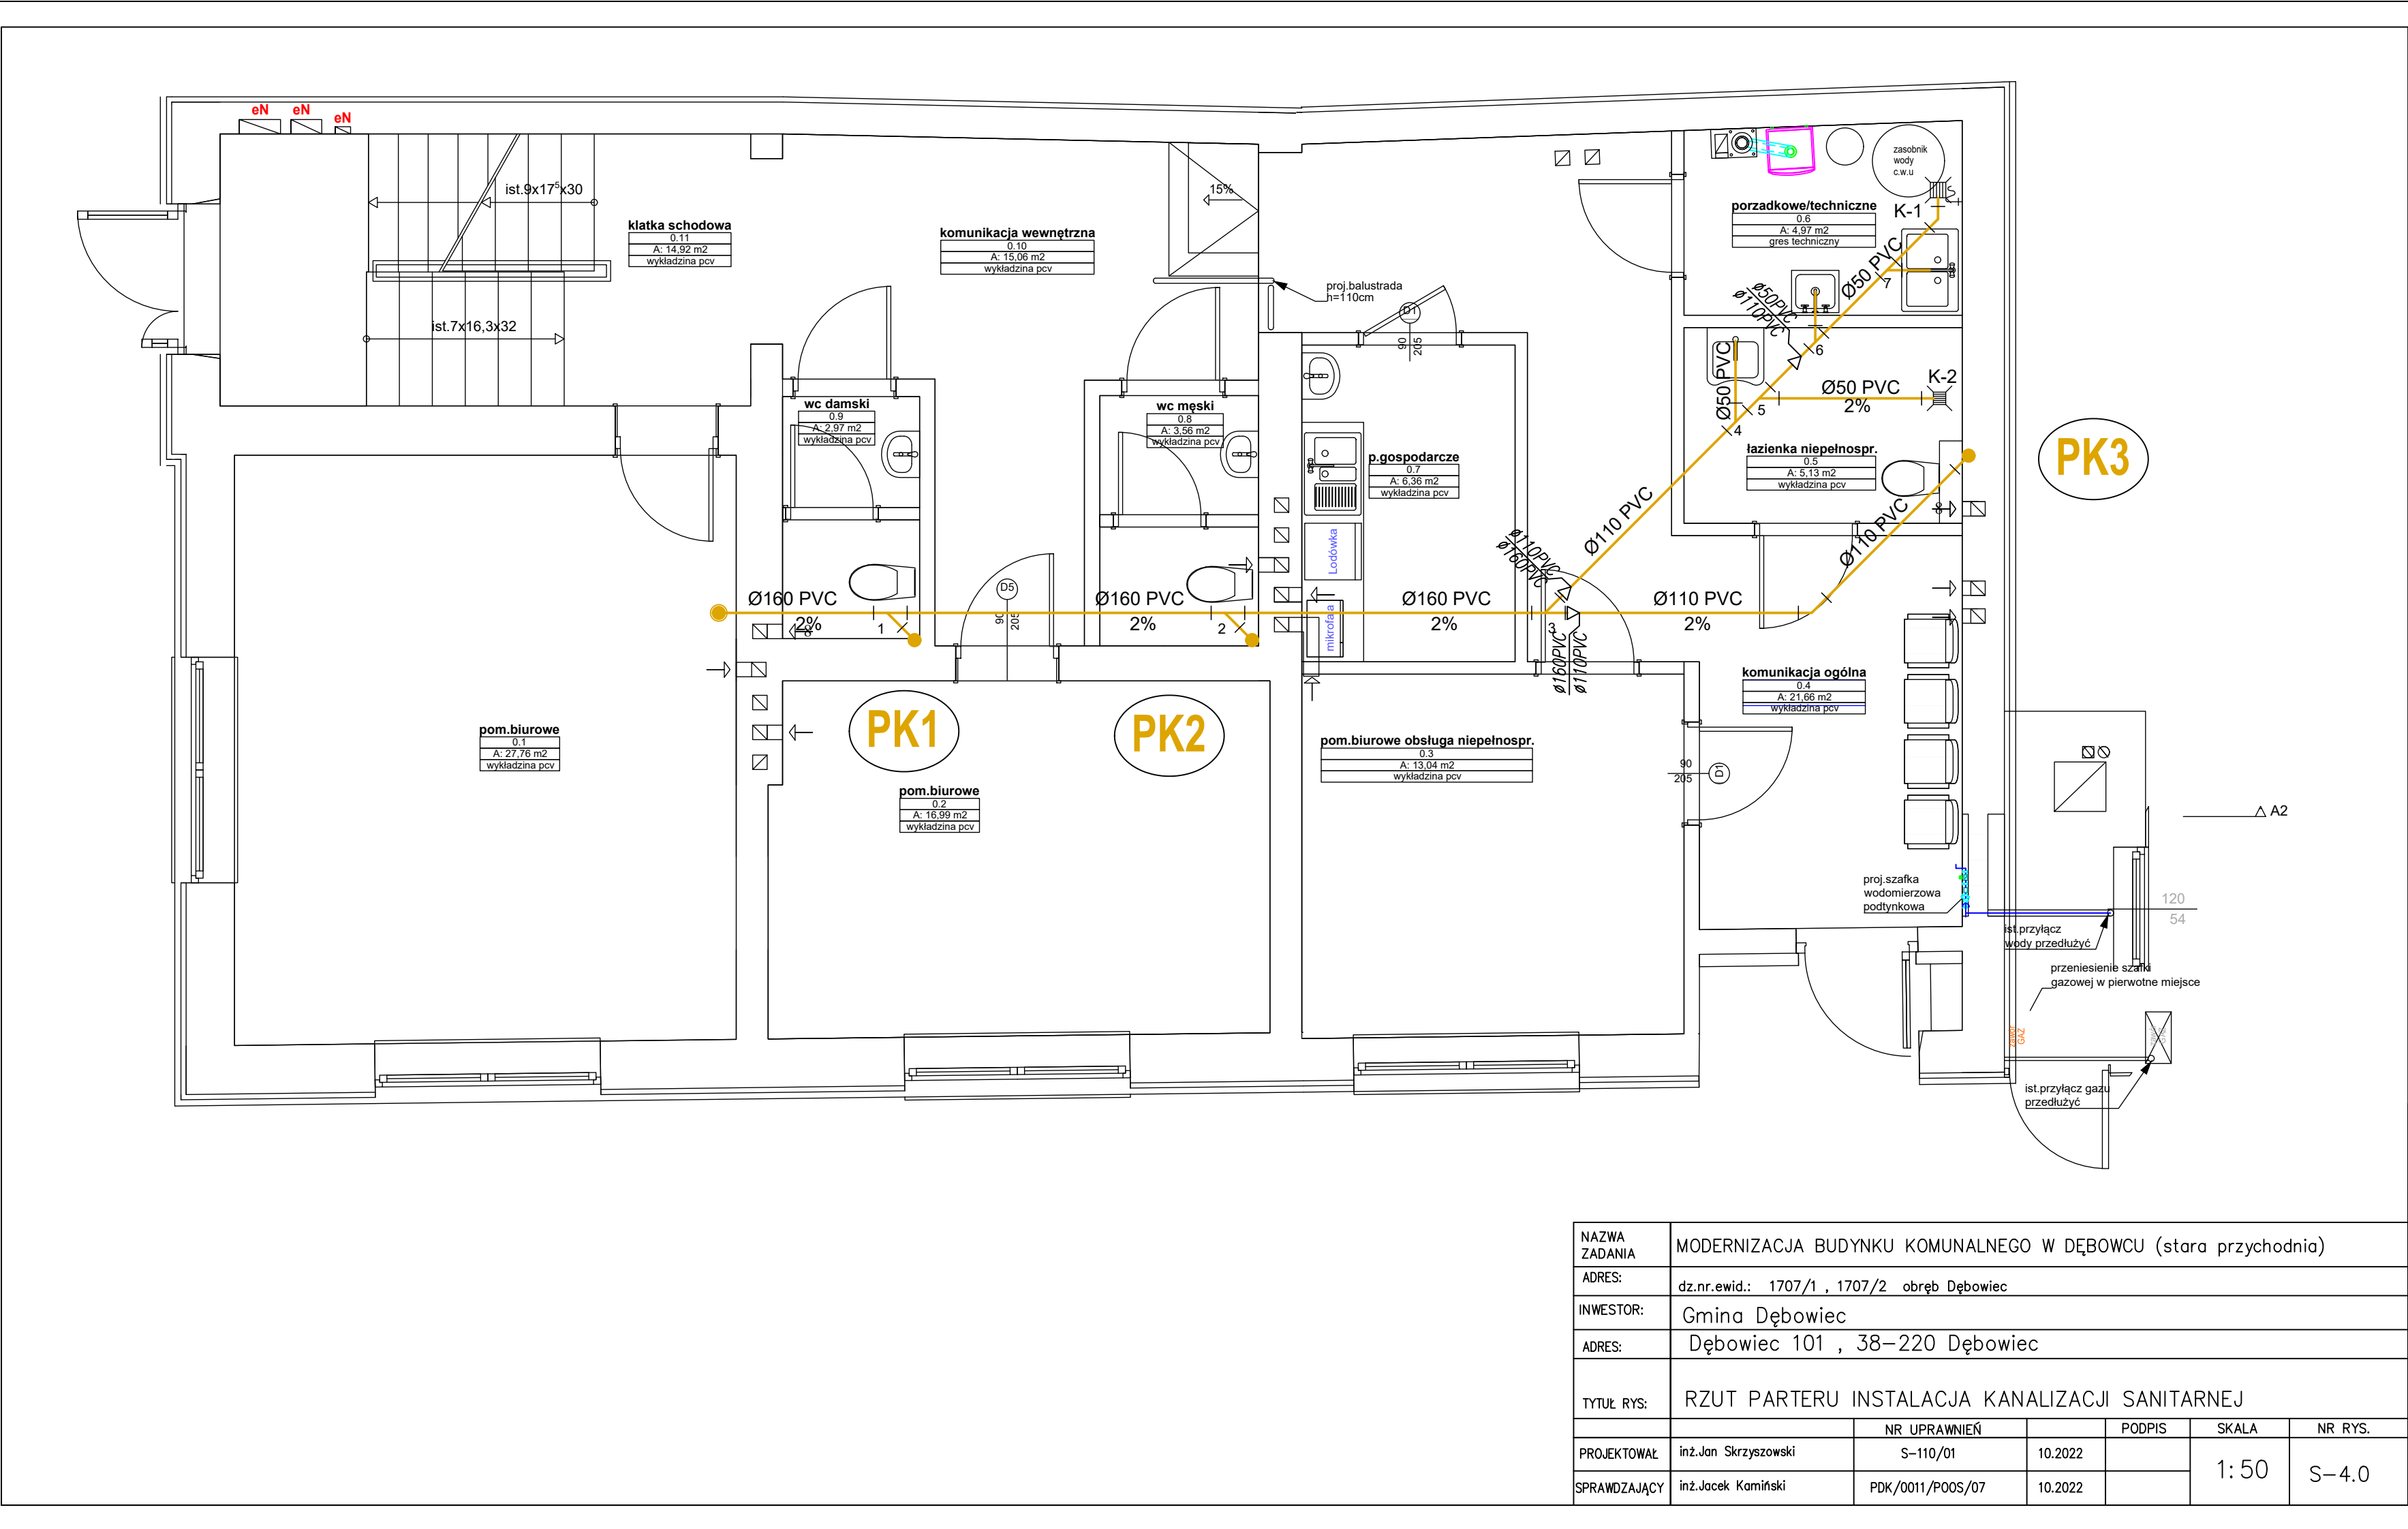 eN
eN
eN
ist.9x17⁵x30
ist.7x16,3x32
klatka schodowa
0.11
A: 14,92 m2
wykładzina pcv
komunikacja wewnętrzna
0.10
A: 15,06 m2
wykładzina pcv
15%
proj.balustrada
h=110cm
D1
90
205
zasobnik
wody
c.w.u
porzadkowe/techniczne
0.6
A: 4,97 m2
gres techniczny
K-1
Ø50 PVC
7
ø50PVC
ø110PVC
6
Ø50 PVC
5
4
Ø50 PVC
2%
K-2
wc damski
0.9
A: 2,97 m2
wykładzina pcv
wc męski
0.8
A: 3,56 m2
wykładzina pcv
p.gospodarcze
0.7
A: 6,36 m2
wykładzina pcv
łazienka niepełnospr.
0.5
A: 5,13 m2
wykładzina pcv
PK3
Lodówka
mikrofala
Ø110 PVC
ø110PVC
ø160PVC
Ø110 PVC
Ø160 PVC
2%
1
D5
90
205
Ø160 PVC
2%
2
Ø160 PVC
2%
3
ø160PVC
ø110PVC
Ø110 PVC
2%
komunikacja ogólna
0.4
A: 21,66 m2
wykładzina pcv
PK1
PK2
pom.biurowe
0.1
A: 27,76 m2
wykładzina pcv
pom.biurowe
0.2
A: 16,99 m2
wykładzina pcv
pom.biurowe obsługa niepełnospr.
0.3
A: 13,04 m2
wykładzina pcv
90
205
D1
A2
proj.szafka
wodomierzowa
podtynkowa
120
54
ist.przyłącz
wody przedłużyć
przeniesienie szafki
gazowej w pierwotne miejsce
zawór
GAZ
ist.przyłącz gazu
przedłużyć
NAZWA
ZADANIA
MODERNIZACJA BUDYNKU KOMUNALNEGO W DĘBOWCU (stara przychodnia)
ADRES:
dz.nr.ewid.: 1707/1 , 1707/2 obręb Dębowiec
INWESTOR:
Gmina Dębowiec
ADRES:
Dębowiec 101 , 38-220 Dębowiec
TYTUŁ RYS:
RZUT PARTERU INSTALACJA KANALIZACJI SANITARNEJ
NR UPRAWNIEŃ
PODPIS
SKALA
NR RYS.
PROJEKTOWAŁ
inż.Jan Skrzyszowski
S-110/01
10.2022
1:50
S-4.0
SPRAWDZAJĄCY
inż.Jacek Kamiński
PDK/0011/POOS/07
10.2022